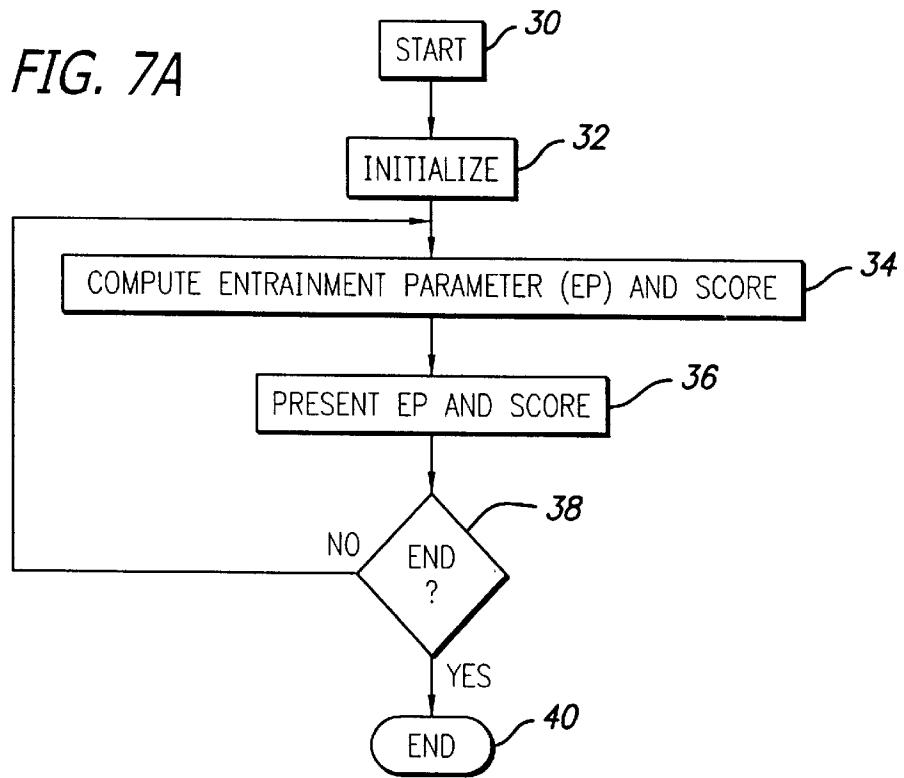 FIG. 7A
START
30
INITIALIZE
32
COMPUTE ENTRAINMENT PARAMETER (EP) AND SCORE
34
PRESENT EP AND SCORE
36
END
?
38
NO
YES
END
40